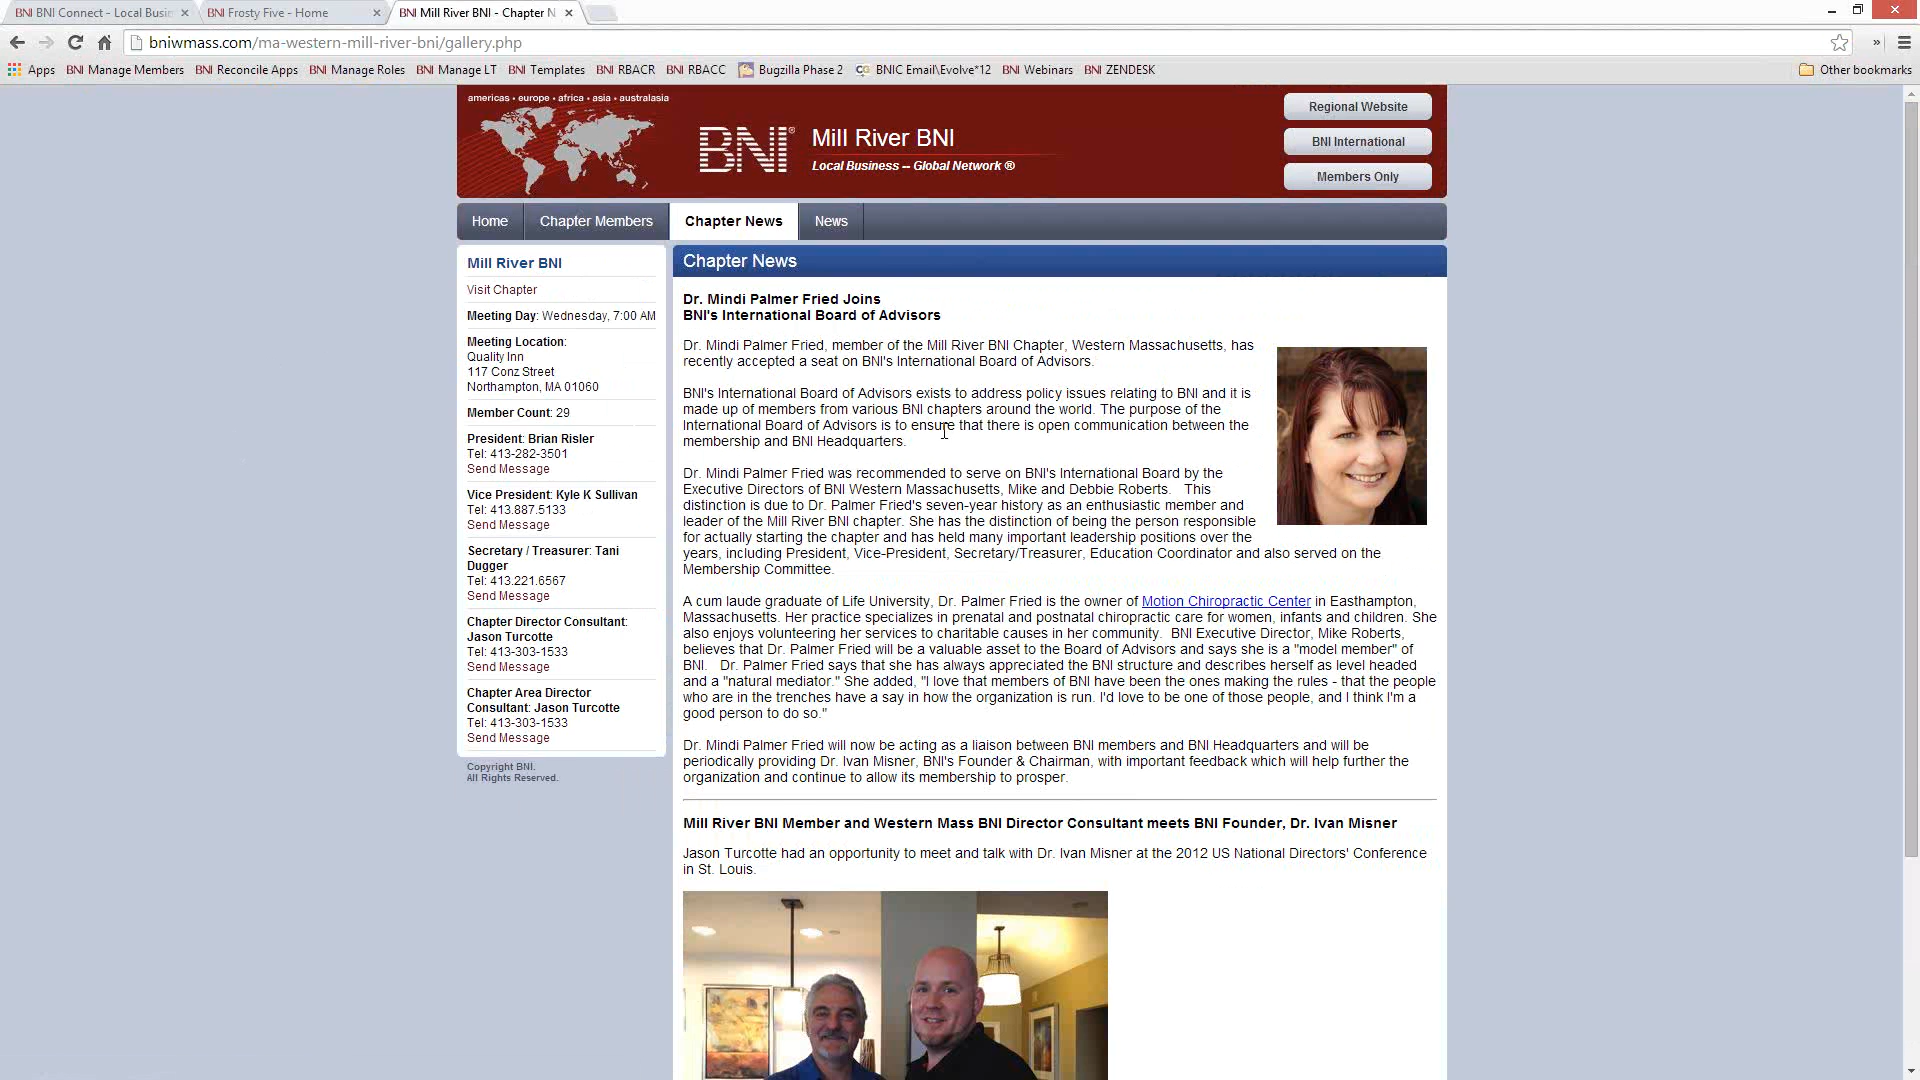 BNI BNI Connect - Local Busin
BNI Frosty Five - Home
BNI Mill River BNI - Chapter N
bniwmass.com/ma-western-mill-river-bni/gallery.php
Apps BNI Manage Members BNI Reconcile Apps BNI Manage Roles BNI Manage LT BNI Templates BNI RBACR BNI RBACC Bugzilla Phase 2 BNIC Email\Evolve*12 BNI Webinars BNI ZENDESK Other bookmarks
americas • europe • africa • asia • australasia
BNI®
Mill River BNI
Local Business -- Global Network ®
Regional Website
BNI International
Members Only
Home Chapter Members Chapter News News
Mill River BNI
Visit Chapter
Meeting Day: Wednesday, 7:00 AM
Meeting Location:
Quality Inn
117 Conz Street
Northampton, MA 01060
Member Count: 29
President: Brian Risler
Tel: 413-282-3501
Send Message
Vice President: Kyle K Sullivan
Tel: 413.887.5133
Send Message
Secretary / Treasurer: Tani
Dugger
Tel: 413.221.6567
Send Message
Chapter Director Consultant:
Jason Turcotte
Tel: 413-303-1533
Send Message
Chapter Area Director
Consultant: Jason Turcotte
Tel: 413-303-1533
Send Message
Copyright BNI.
All Rights Reserved.
Chapter News
Dr. Mindi Palmer Fried Joins
BNI's International Board of Advisors
Dr. Mindi Palmer Fried, member of the Mill River BNI Chapter, Western Massachusetts, has
recently accepted a seat on BNI's International Board of Advisors.
BNI's International Board of Advisors exists to address policy issues relating to BNI and it is
made up of members from various BNI chapters around the world. The purpose of the
International Board of Advisors is to ensure that there is open communication between the
membership and BNI Headquarters.
Dr. Mindi Palmer Fried was recommended to serve on BNI's International Board by the
Executive Directors of BNI Western Massachusetts, Mike and Debbie Roberts. This
distinction is due to Dr. Palmer Fried's seven-year history as an enthusiastic member and
leader of the Mill River BNI chapter. She has the distinction of being the person responsible
for actually starting the chapter and has held many important leadership positions over the
years, including President, Vice-President, Secretary/Treasurer, Education Coordinator and also served on the
Membership Committee.
A cum laude graduate of Life University, Dr. Palmer Fried is the owner of Motion Chiropractic Center in Easthampton,
Massachusetts. Her practice specializes in prenatal and postnatal chiropractic care for women, infants and children. She
also enjoys volunteering her services to charitable causes in her community. BNI Executive Director, Mike Roberts,
believes that Dr. Palmer Fried will be a valuable asset to the Board of Advisors and says she is a "model member" of
BNI. Dr. Palmer Fried says that she has always appreciated the BNI structure and describes herself as level headed
and a "natural mediator." She added, "I love that members of BNI have been the ones making the rules - that the people
who are in the trenches have a say in how the organization is run. I'd love to be one of those people, and I think I'm a
good person to do so."
Dr. Mindi Palmer Fried will now be acting as a liaison between BNI members and BNI Headquarters and will be
periodically providing Dr. Ivan Misner, BNI's Founder & Chairman, with important feedback which will help further the
organization and continue to allow its membership to prosper.
Mill River BNI Member and Western Mass BNI Director Consultant meets BNI Founder, Dr. Ivan Misner
Jason Turcotte had an opportunity to meet and talk with Dr. Ivan Misner at the 2012 US National Directors' Conference
in St. Louis.